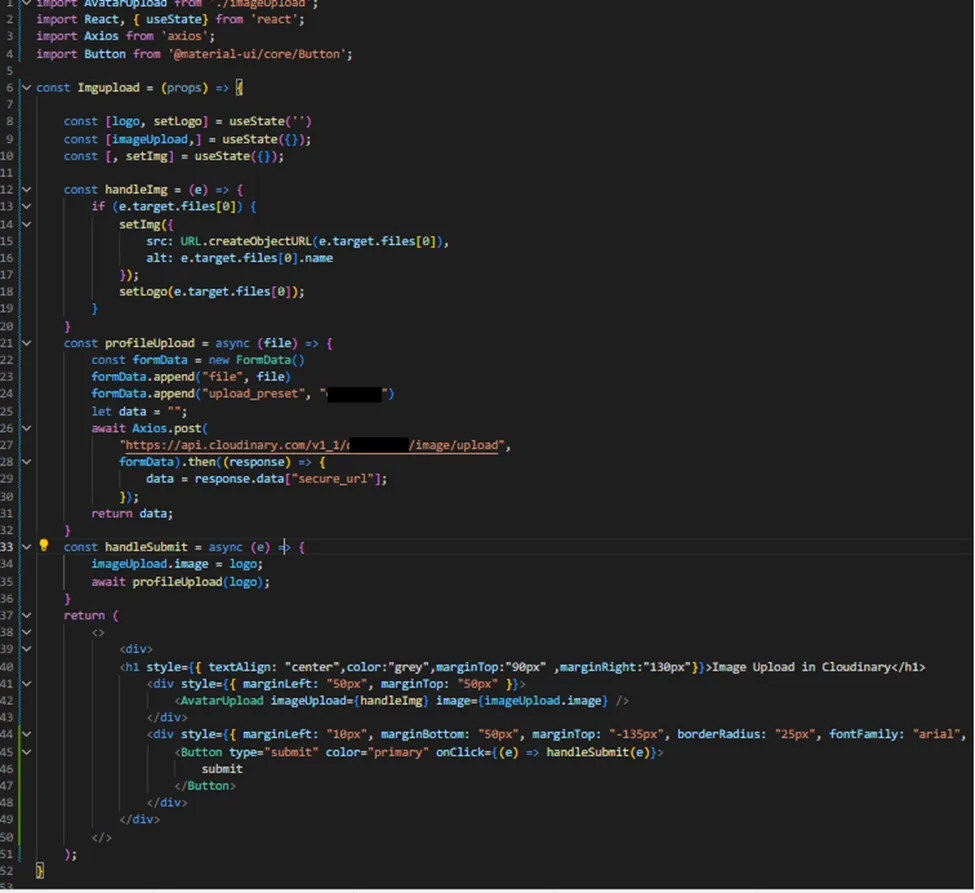 1 import AvatarUpload from './imageUpload';
2 import React, { useState} from 'react';
3 import Axios from 'axios';
4 import Button from '@material-ui/core/Button';
5
6 const Imgupload = (props) => {
7
8 const [logo, setLogo] = useState('')
9 const [imageUpload,] = useState({});
10 const [, setImg] = useState({});
11
12 const handleImg = (e) => {
13 if (e.target.files[0]) {
14 setImg({
15 src: URL.createObjectURL(e.target.files[0]),
16 alt: e.target.files[0].name
17 });
18 setLogo(e.target.files[0]);
19 }
20 }
21 const profileUpload = async (file) => {
22 const formData = new FormData()
23 formData.append("file", file)
24 formData.append("upload_preset", " ")
25 let data = "";
26 await Axios.post(
27 "https://api.cloudinary.com/v1_1/ /image/upload",
28 formData).then((response) => {
29 data = response.data["secure_url"];
30 });
31 return data;
32 }
33 const handleSubmit = async (e) => {
34 imageUpload.image = logo;
35 await profileUpload(logo);
36 }
37 return (
38 <>
39 <div>
40 <h1 style={{ textAlign: "center",color:"grey",marginTop:"90px" ,marginRight:"130px"}}>Image Upload in Cloudinary</h1>
41 <div style={{ marginLeft: "50px", marginTop: "50px" }}>
42 <AvatarUpload imageUpload={handleImg} image={imageUpload.image} />
43 </div>
44 <div style={{ marginLeft: "10px", marginBottom: "50px", marginTop: "-135px", borderRadius: "25px", fontFamily: "arial",
45 <Button type="submit" color="primary" onClick={(e) => handleSubmit(e)}>
46 submit
47 </Button>
48 </div>
49 </div>
50 </>
51 );
52 }
53